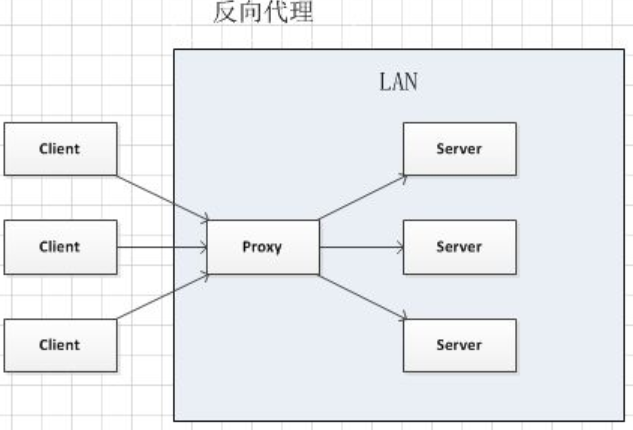 反向代理
LAN
Client
Server
Client
Proxy
Server
Client
Server